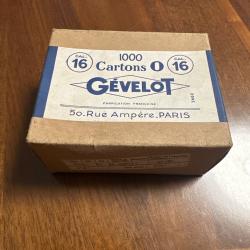 CAL. 16
1000
CAL. 16
Cartons 0
GÉVELOT
FABRICATION FRANÇAISE
50, Rue Ampère, PARIS